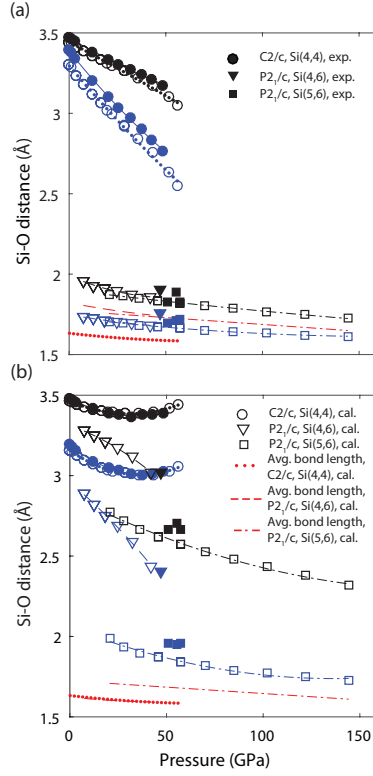 (a)
3.5
3
2.5
2
1.5
Si-O distance (Å)
C2/c, Si(4,4), exp.
P2₁/c, Si(4,6), exp.
P2₁/c, Si(5,6), exp.
(b)
3.5
3
2.5
2
1.5
Si-O distance (Å)
C2/c, Si(4,4), cal.
P2₁/c, Si(4,6), cal.
P2₁/c, Si(5,6), cal.
Avg. bond length,
C2/c, Si(4,4), cal.
Avg. bond length,
P2₁/c, Si(4,6), cal.
Avg. bond length,
P2₁/c, Si(5,6), cal.
0 50 100 150
Pressure (GPa)